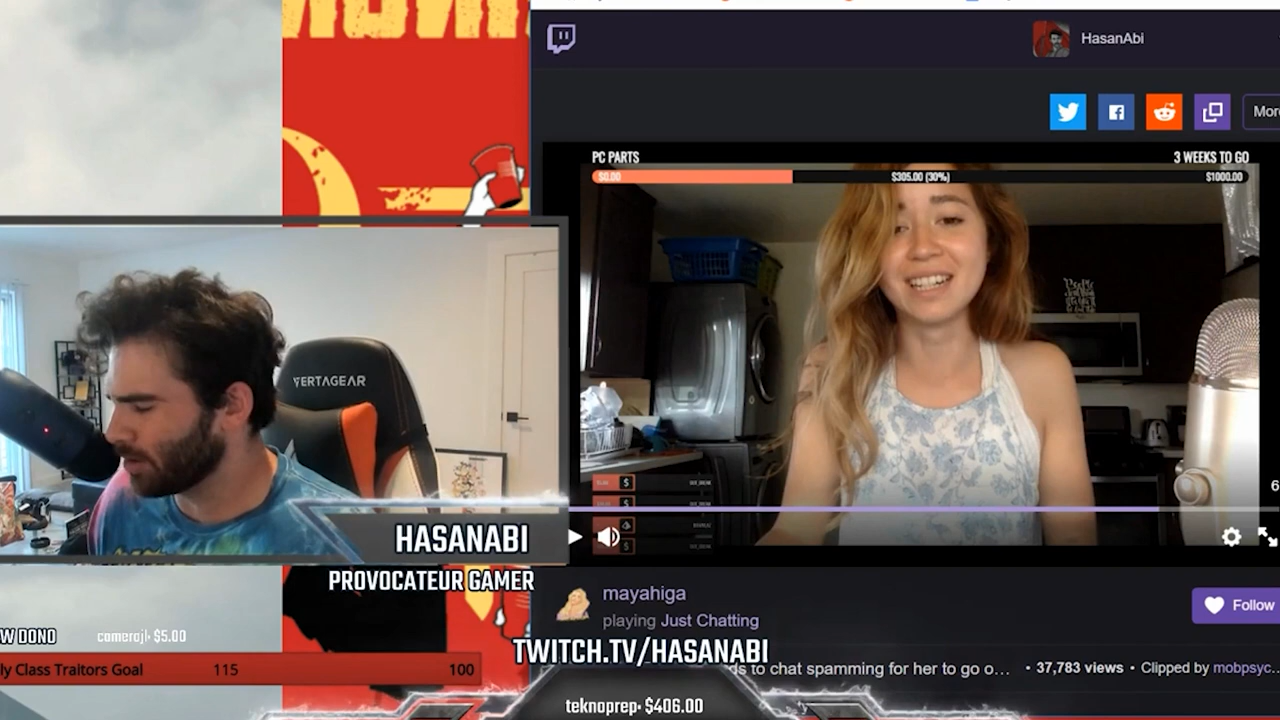 HasanAbi
More
PC PARTS
3 WEEKS TO GO
$0.00
$305.00 (30%)
$1000.00
VERTAGEAR
HASANABI
PROVOCATEUR GAMER
mayahiga
playing Just Chatting
Follow
W DONO
cameraj1• $5.00
TWITCH.TV/HASANABI
ly Class Traitors Goal
115
100
ds to chat spamming for her to go o...
• 37,783 views • Clipped by mobpsyc...
teknoprep• $406.00